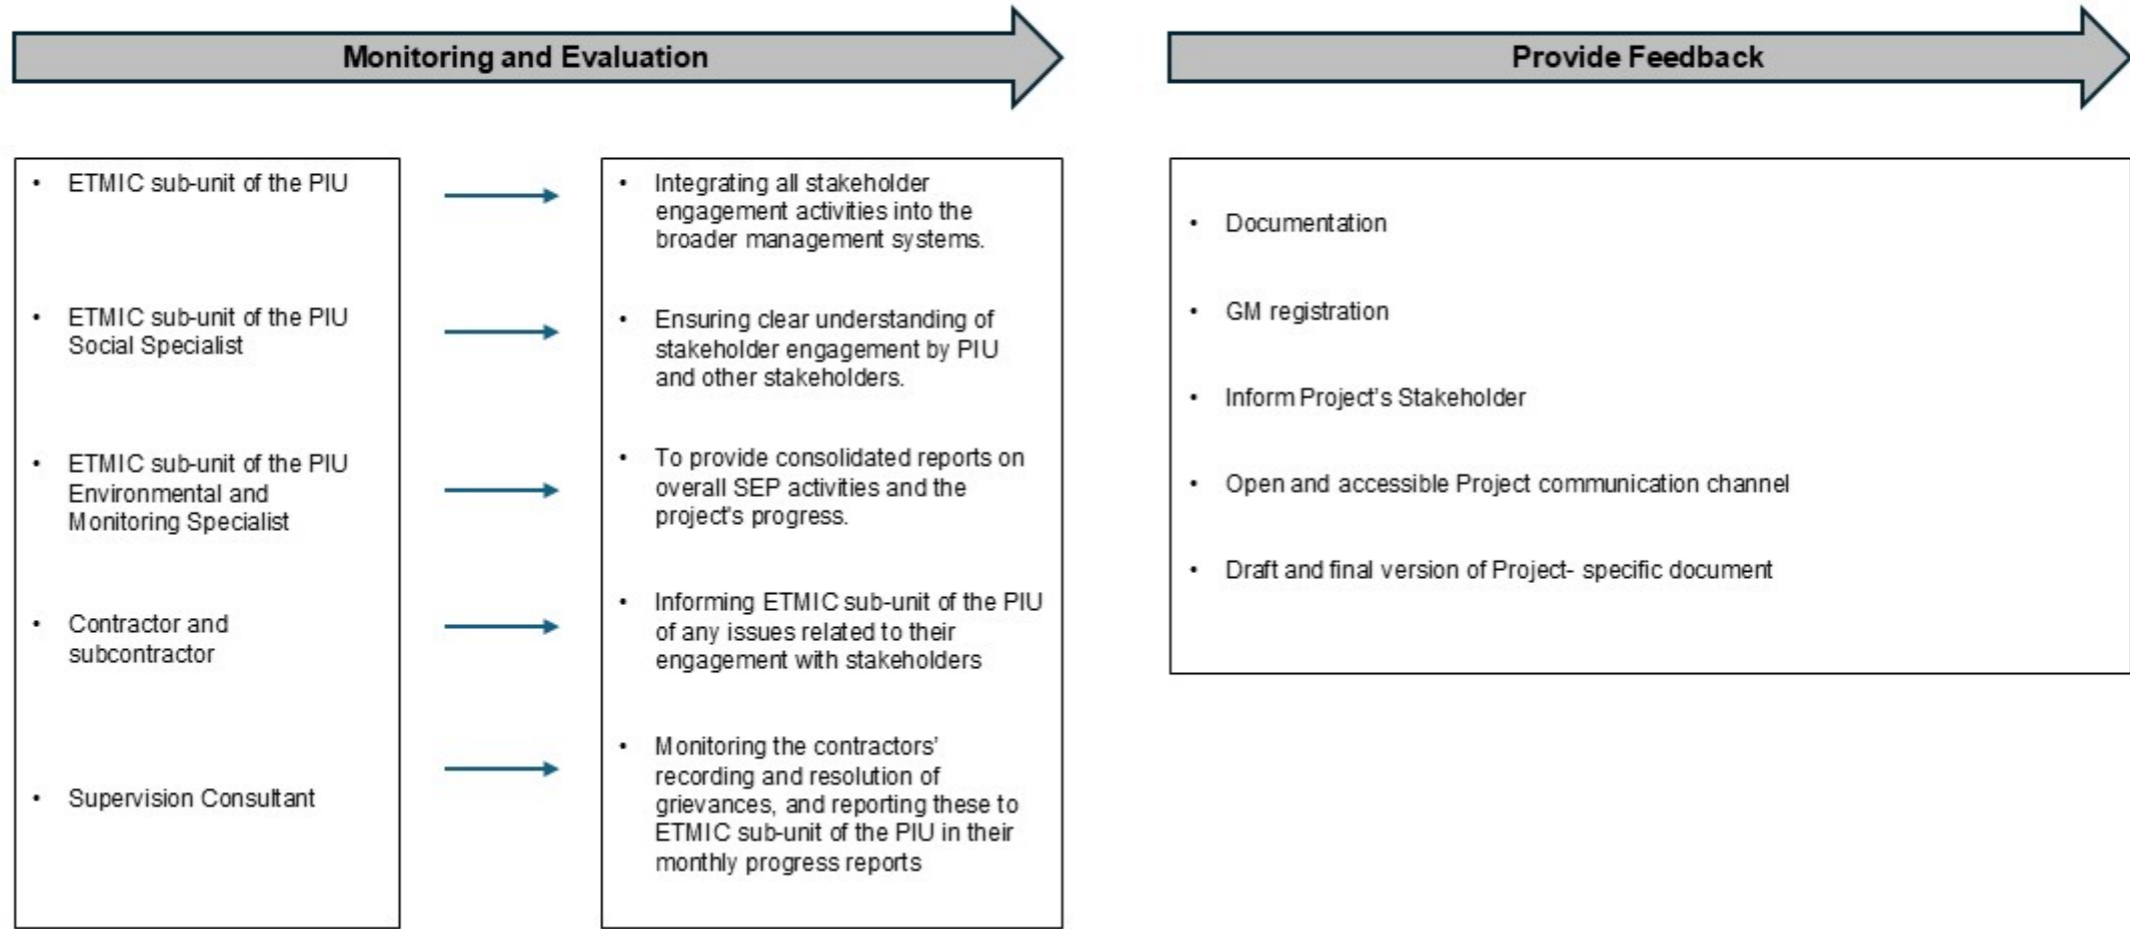 Monitoring and Evaluation
Provide Feedback
• ETMIC sub-unit of the PIU
• ETMIC sub-unit of the PIU
Social Specialist
• ETMIC sub-unit of the PIU
Environmental and
Monitoring Specialist
• Contractor and
subcontractor
• Supervision Consultant
• Integrating all stakeholder
engagement activities into the
broader management systems.
• Ensuring clear understanding of
stakeholder engagement by PIU
and other stakeholders.
• To provide consolidated reports on
overall SEP activities and the
project's progress.
• Informing ETMIC sub-unit of the PIU
of any issues related to their
engagement with stakeholders
• Monitoring the contractors'
recording and resolution of
grievances, and reporting these to
ETMIC sub-unit of the PIU in their
monthly progress reports
• Documentation
• GM registration
• Inform Project's Stakeholder
• Open and accessible Project communication channel
• Draft and final version of Project- specific document